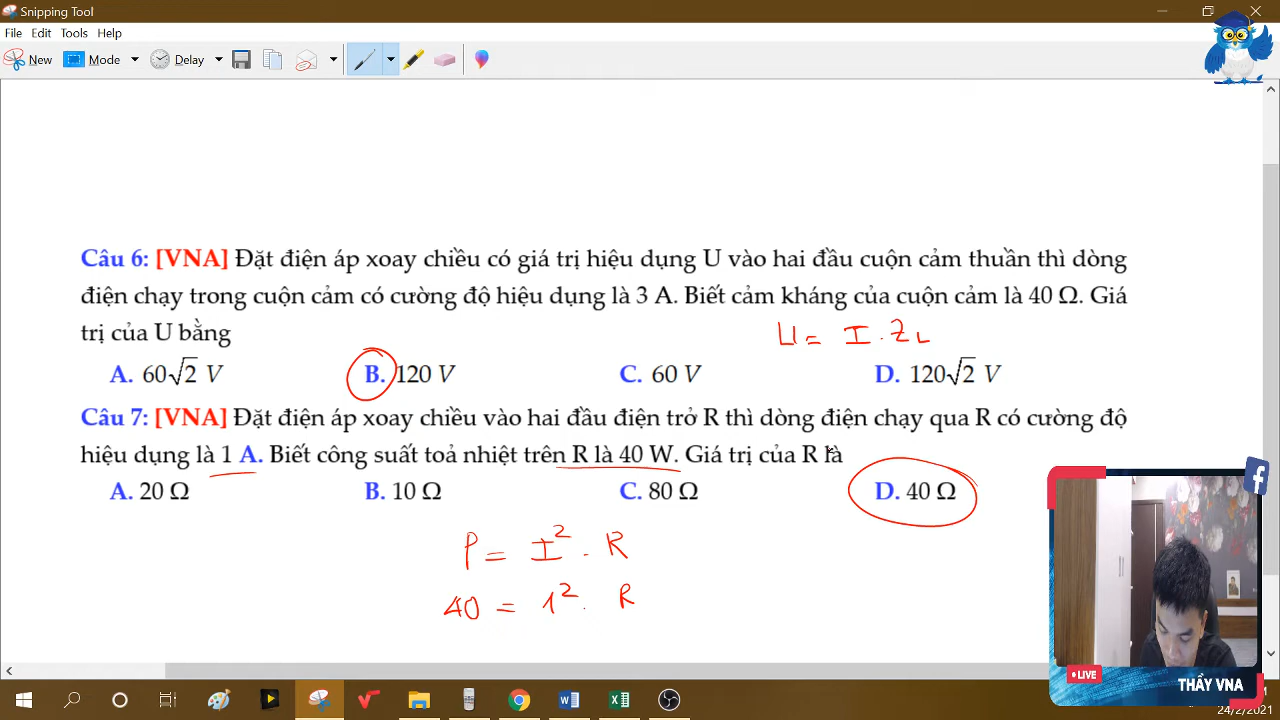 Snipping Tool
File Edit Tools Help
New Mode Delay
Câu 6: [VNA] Đặt điện áp xoay chiều có giá trị hiệu dụng U vào hai đầu cuộn cảm thuần thì dòng
điện chạy trong cuộn cảm có cường độ hiệu dụng là 3 A. Biết cảm kháng của cuộn cảm là 40 Ω. Giá
trị của U bằng
U = I . ZL
A. 60√2 V B. 120 V C. 60 V D. 120√2 V
Câu 7: [VNA] Đặt điện áp xoay chiều vào hai đầu điện trở R thì dòng điện chạy qua R có cường độ
hiệu dụng là 1 A. Biết công suất toả nhiệt trên R là 40 W. Giá trị của R là
A. 20 Ω B. 10 Ω C. 80 Ω D. 40 Ω
P = I² . R
40 = 1² . R
LIVE
THẦY VNA
24/2/2021